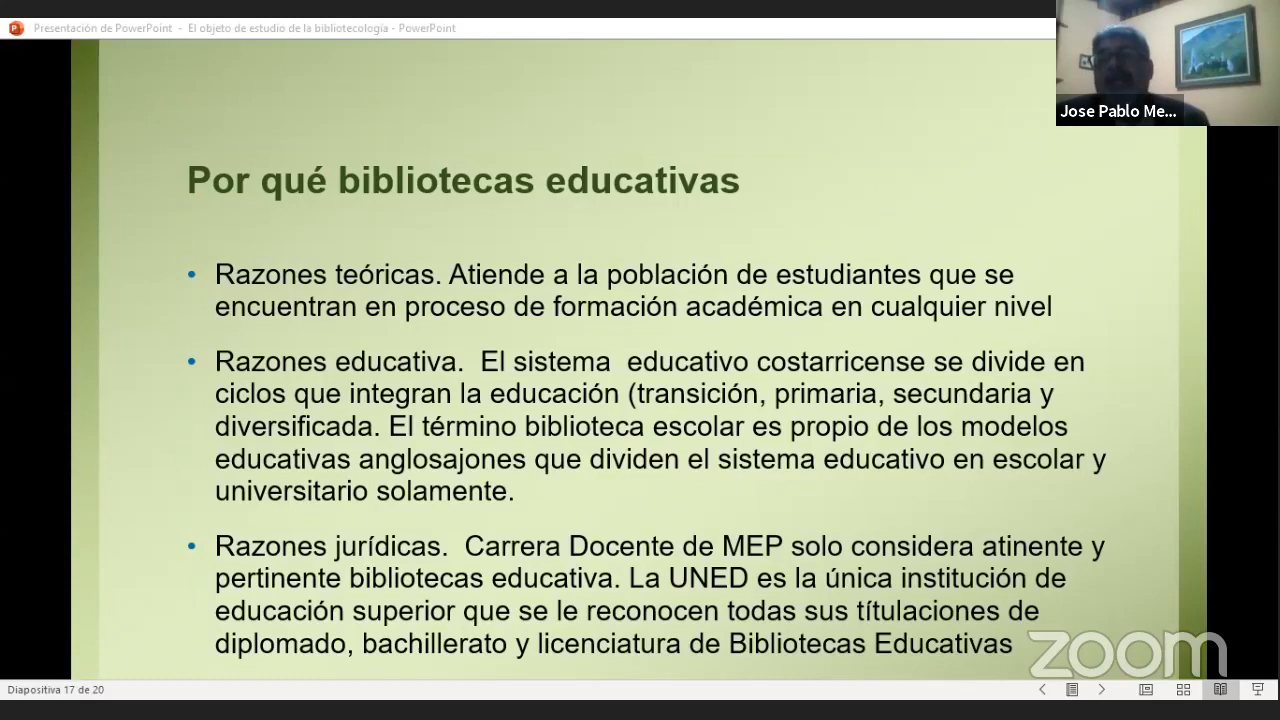 Presentación de PowerPoint - El objeto de estudio de la bibliotecología - PowerPoint
Jose Pablo Me...
Por qué bibliotecas educativas
• Razones teóricas. Atiende a la población de estudiantes que se
encuentran en proceso de formación académica en cualquier nivel
• Razones educativa. El sistema educativo costarricense se divide en
ciclos que integran la educación (transición, primaria, secundaria y
diversificada. El término biblioteca escolar es propio de los modelos
educativas anglosajones que dividen el sistema educativo en escolar y
universitario solamente.
• Razones jurídicas. Carrera Docente de MEP solo considera atinente y
pertinente bibliotecas educativa. La UNED es la única institución de
educación superior que se le reconocen todas sus títulaciones de
diplomado, bachillerato y licenciatura de Bibliotecas Educativas
zoom
Diapositiva 17 de 20